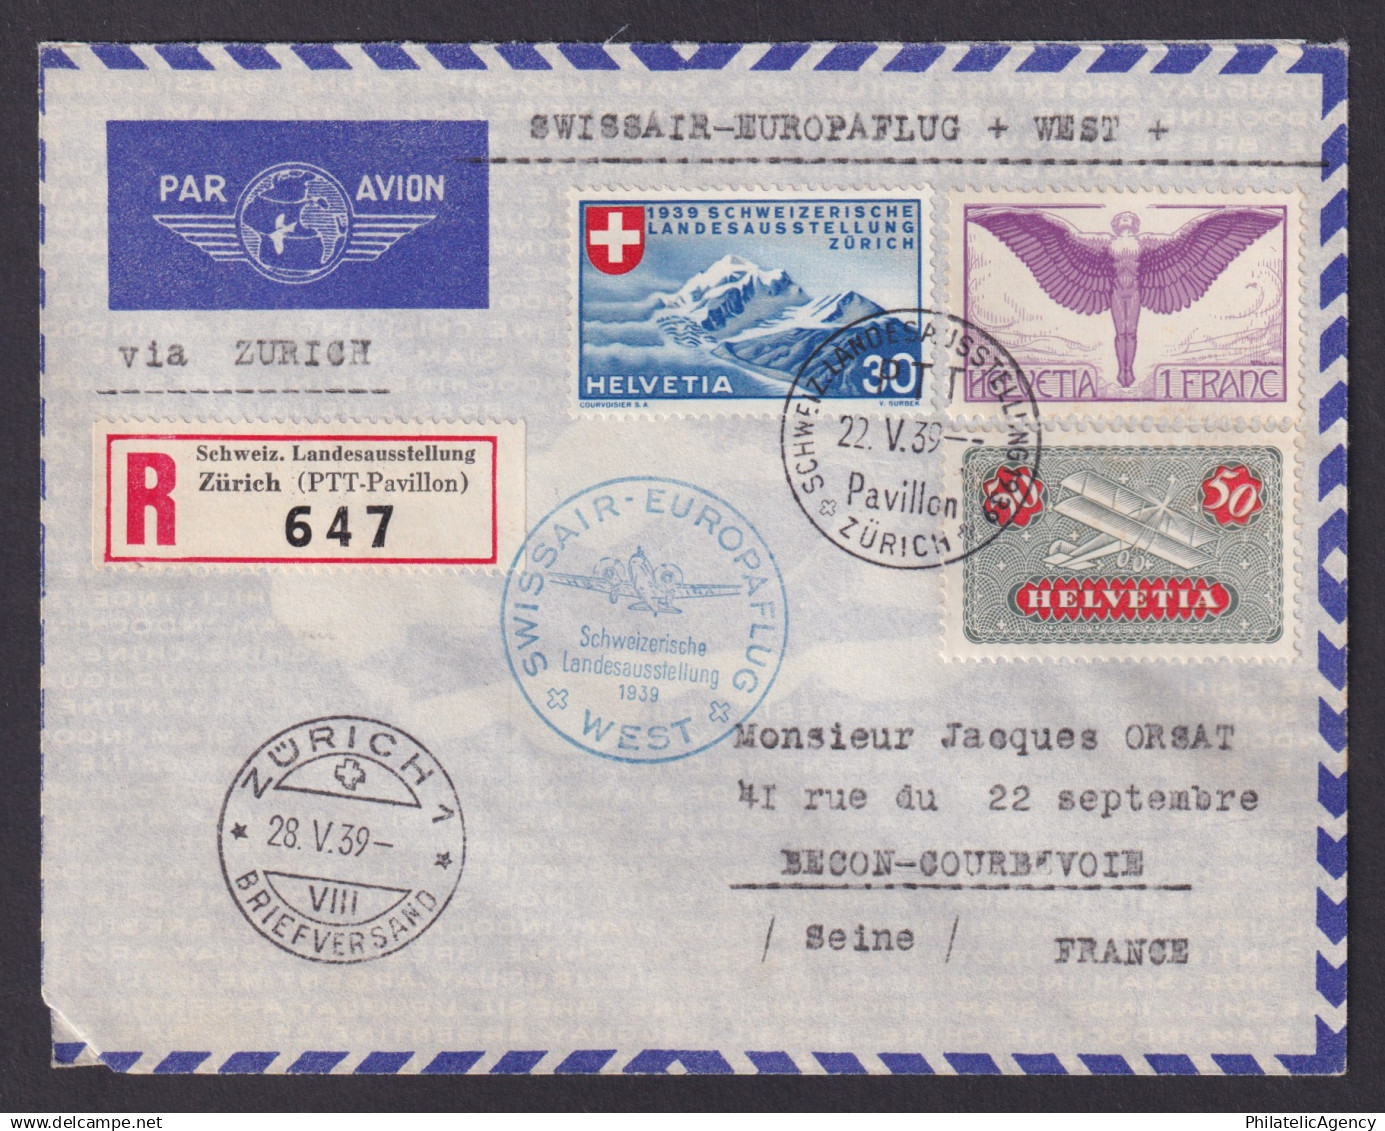 SWISSAIR-EUROPAFLUG + WEST +
PAR AVION
via ZURICH
1939 SCHWEIZERISCHE
LANDESAUSSTELLUNG
ZÜRICH
30
HELVETIA
COURVOISIER S.A
V. SURBEK
HELVETIA 1 FRANC
SCHWEIZ. LANDESAUSSTELLUNG 1939
PTT
22. V. 39--
Pavillon
ZÜRICH
50 50
HELVETIA
R
Schweiz. Landesausstellung
Zürich (PTT-Pavillon)
647
SWISSAIR-EUROPAFLUG
Schweizerische
Landesausstellung
1939
WEST
ZÜRICH 1
28. V. 39-
VIII
BRIEFVERSAND
Monsieur Jacques ORSAT
41 rue du 22 septembre
BECON-COURBEVOIE
/ Seine / FRANCE
PhilatelicAgency